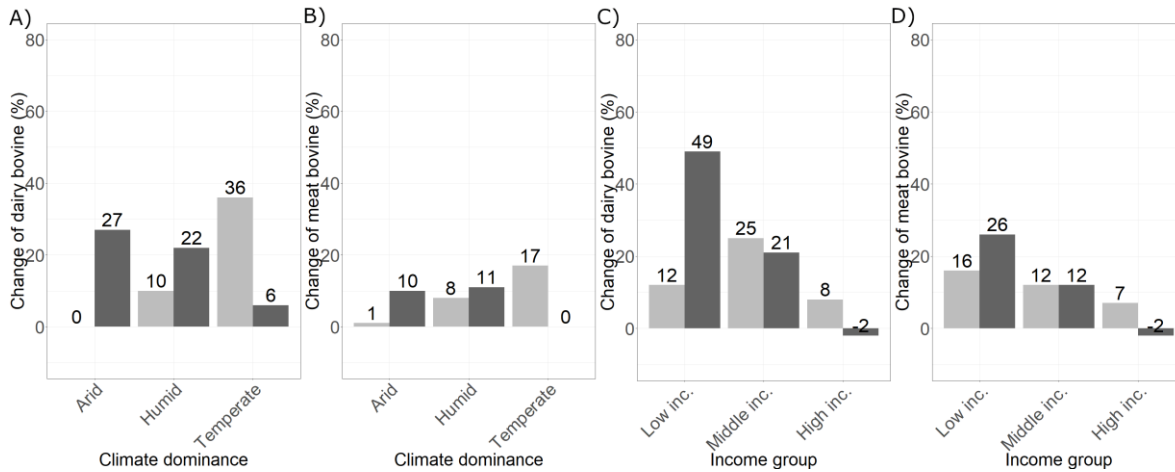 A)
Change of dairy bovine (%)
80
60
40
20
0
0
27
10
22
36
6
Arid
Humid
Temperate
Climate dominance
B)
Change of meat bovine (%)
80
60
40
20
0
1
10
8
11
17
0
Arid
Humid
Temperate
Climate dominance
C)
Change of dairy bovine (%)
80
60
40
20
0
12
49
25
21
8
-2
Low inc.
Middle inc.
High inc.
Income group
D)
Change of meat bovine (%)
80
60
40
20
0
16
26
12
12
7
-2
Low inc.
Middle inc.
High inc.
Income group